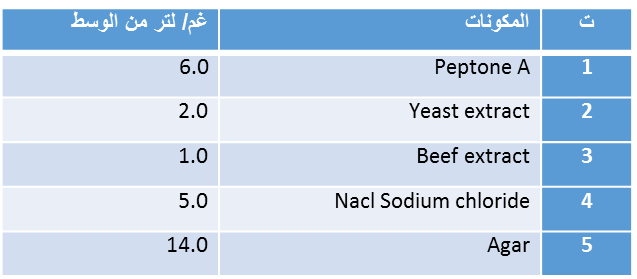 ت المكونات غم/ لتر من الوسط
1 Peptone A 6.0
2 Yeast extract 2.0
3 Beef extract 1.0
4 Nacl Sodium chloride 5.0
5 Agar 14.0